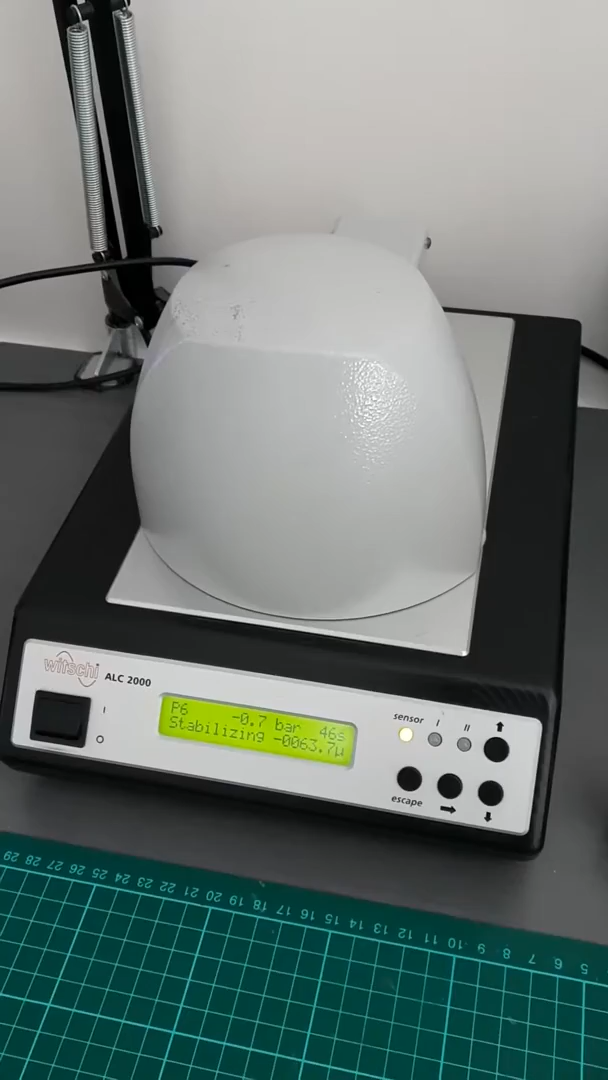 witschi
ALC 2000
I
O
P6 -0.7 bar 46s
Stabilizing -0063.7µ
sensor I II
escape
29 28 27 26 25 24 23 22 21 20 19 18 17 16 15 14 13 12 11 10 9 8 7 6 5